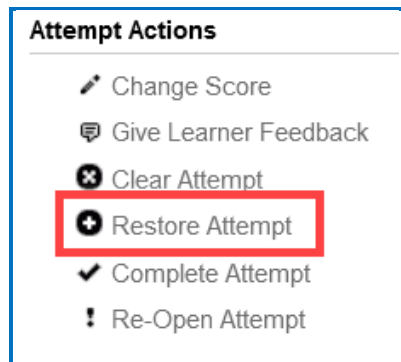 Attempt Actions
Change Score
Give Learner Feedback
Clear Attempt
Restore Attempt
Complete Attempt
Re-Open Attempt